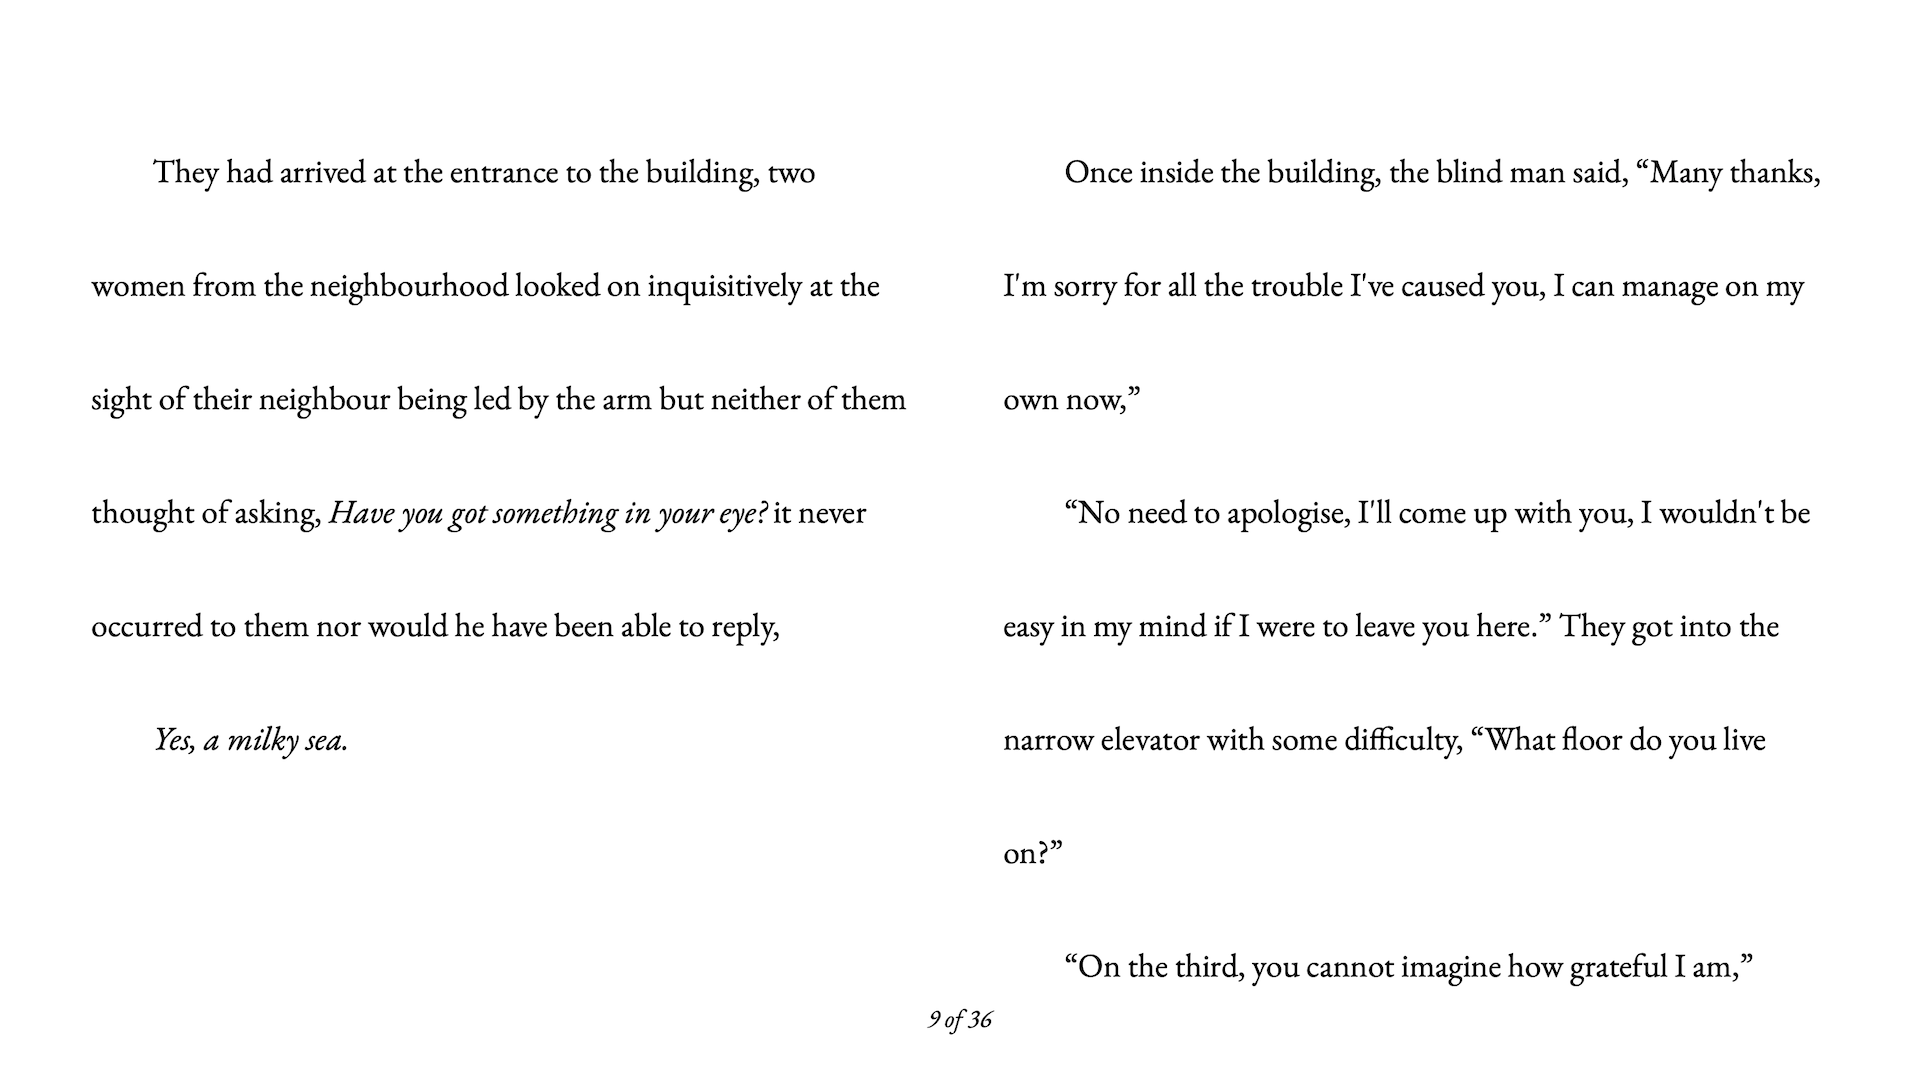 They had arrived at the entrance to the building, two
women from the neighbourhood looked on inquisitively at the
sight of their neighbour being led by the arm but neither of them
thought of asking, Have you got something in your eye? it never
occurred to them nor would he have been able to reply,
Yes, a milky sea.
Once inside the building, the blind man said, “Many thanks,
I'm sorry for all the trouble I've caused you, I can manage on my
own now,”
“No need to apologise, I'll come up with you, I wouldn't be
easy in my mind if I were to leave you here.” They got into the
narrow elevator with some difficulty, “What floor do you live
on?”
“On the third, you cannot imagine how grateful I am,”
9 of 36